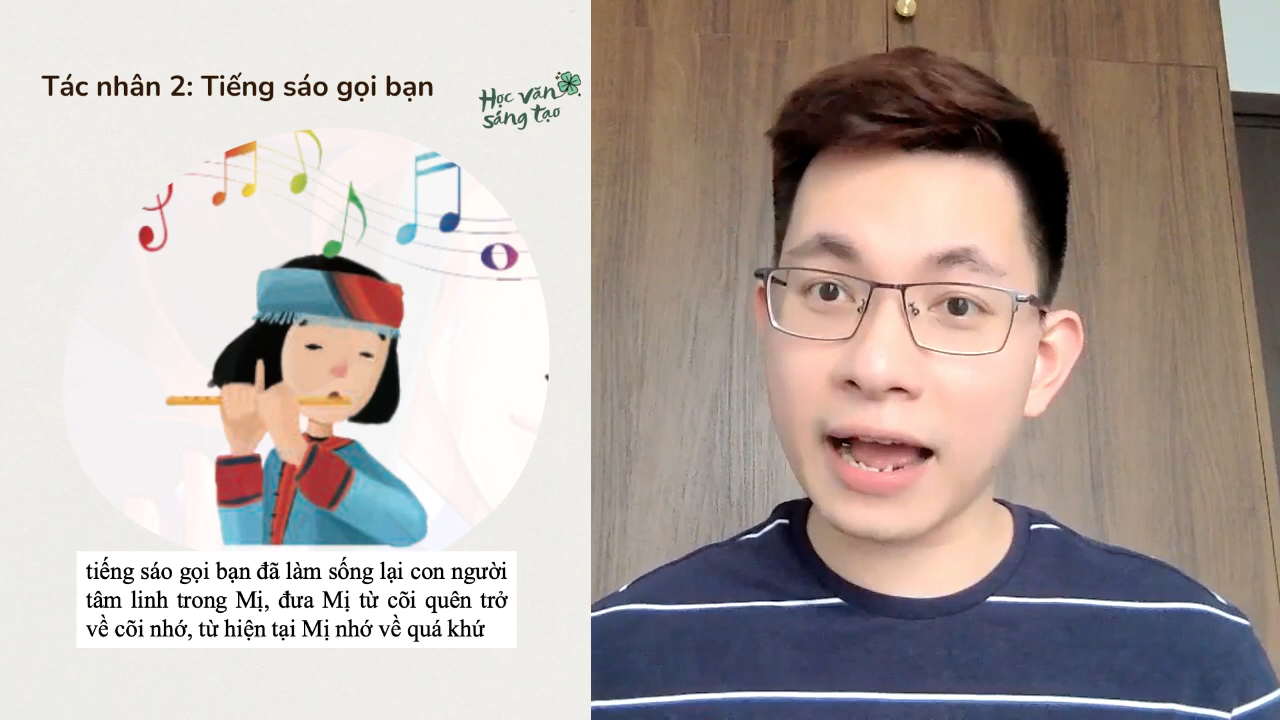 Tác nhân 2: Tiếng sáo gọi bạn
Học văn
sáng tạo
tiếng sáo gọi bạn đã làm sống lại con người
tâm linh trong Mị, đưa Mị từ cõi quên trở
về cõi nhớ, từ hiện tại Mị nhớ về quá khứ